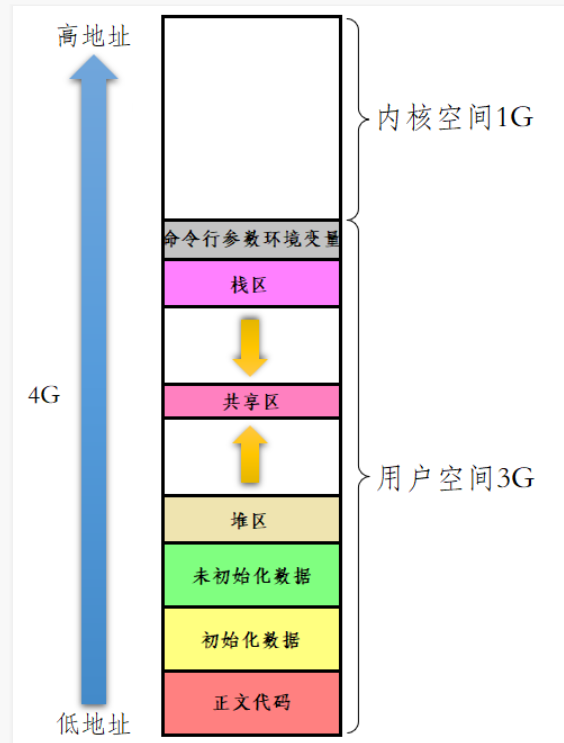 高地址
内核空间1G
命令行参数环境变量
栈区
4G
共享区
用户空间3G
堆区
未初始化数据
初始化数据
正文代码
低地址